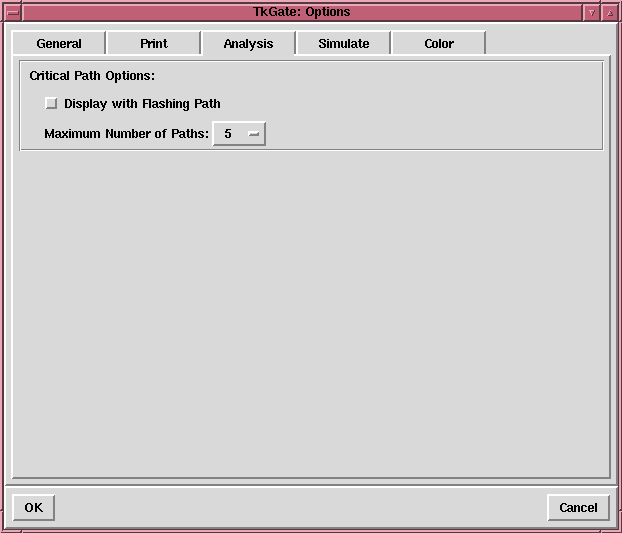 TkGate: Options
General Print Analysis Simulate Color
Critical Path Options:
Display with Flashing Path
Maximum Number of Paths: 5
OK Cancel